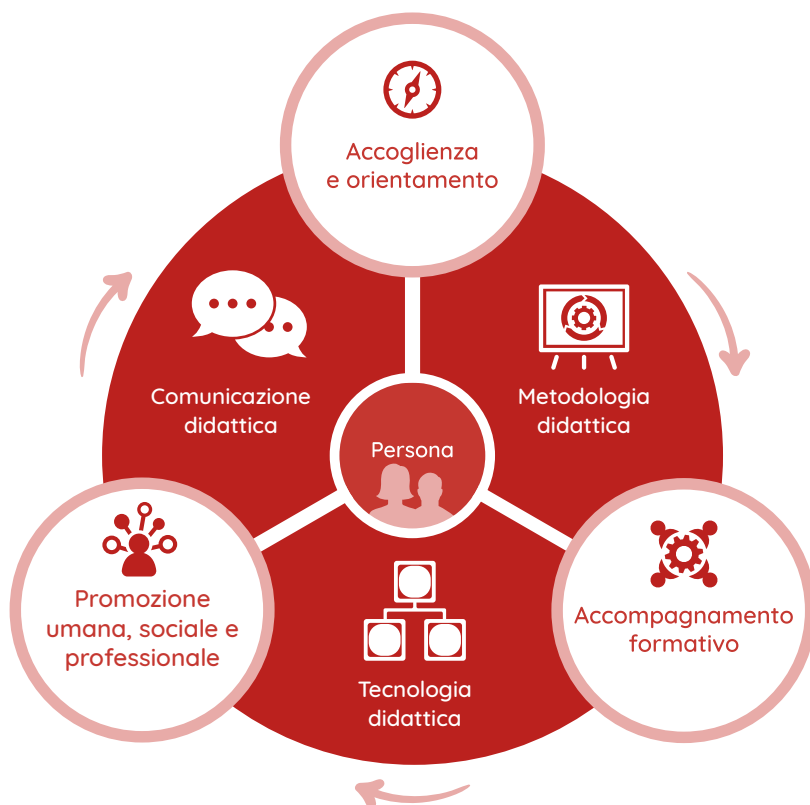 Accoglienza
e orientamento
Comunicazione
didattica
Metodologia
didattica
Persona
Promozione
umana, sociale e
professionale
Accompagnamento
formativo
Tecnologia
didattica